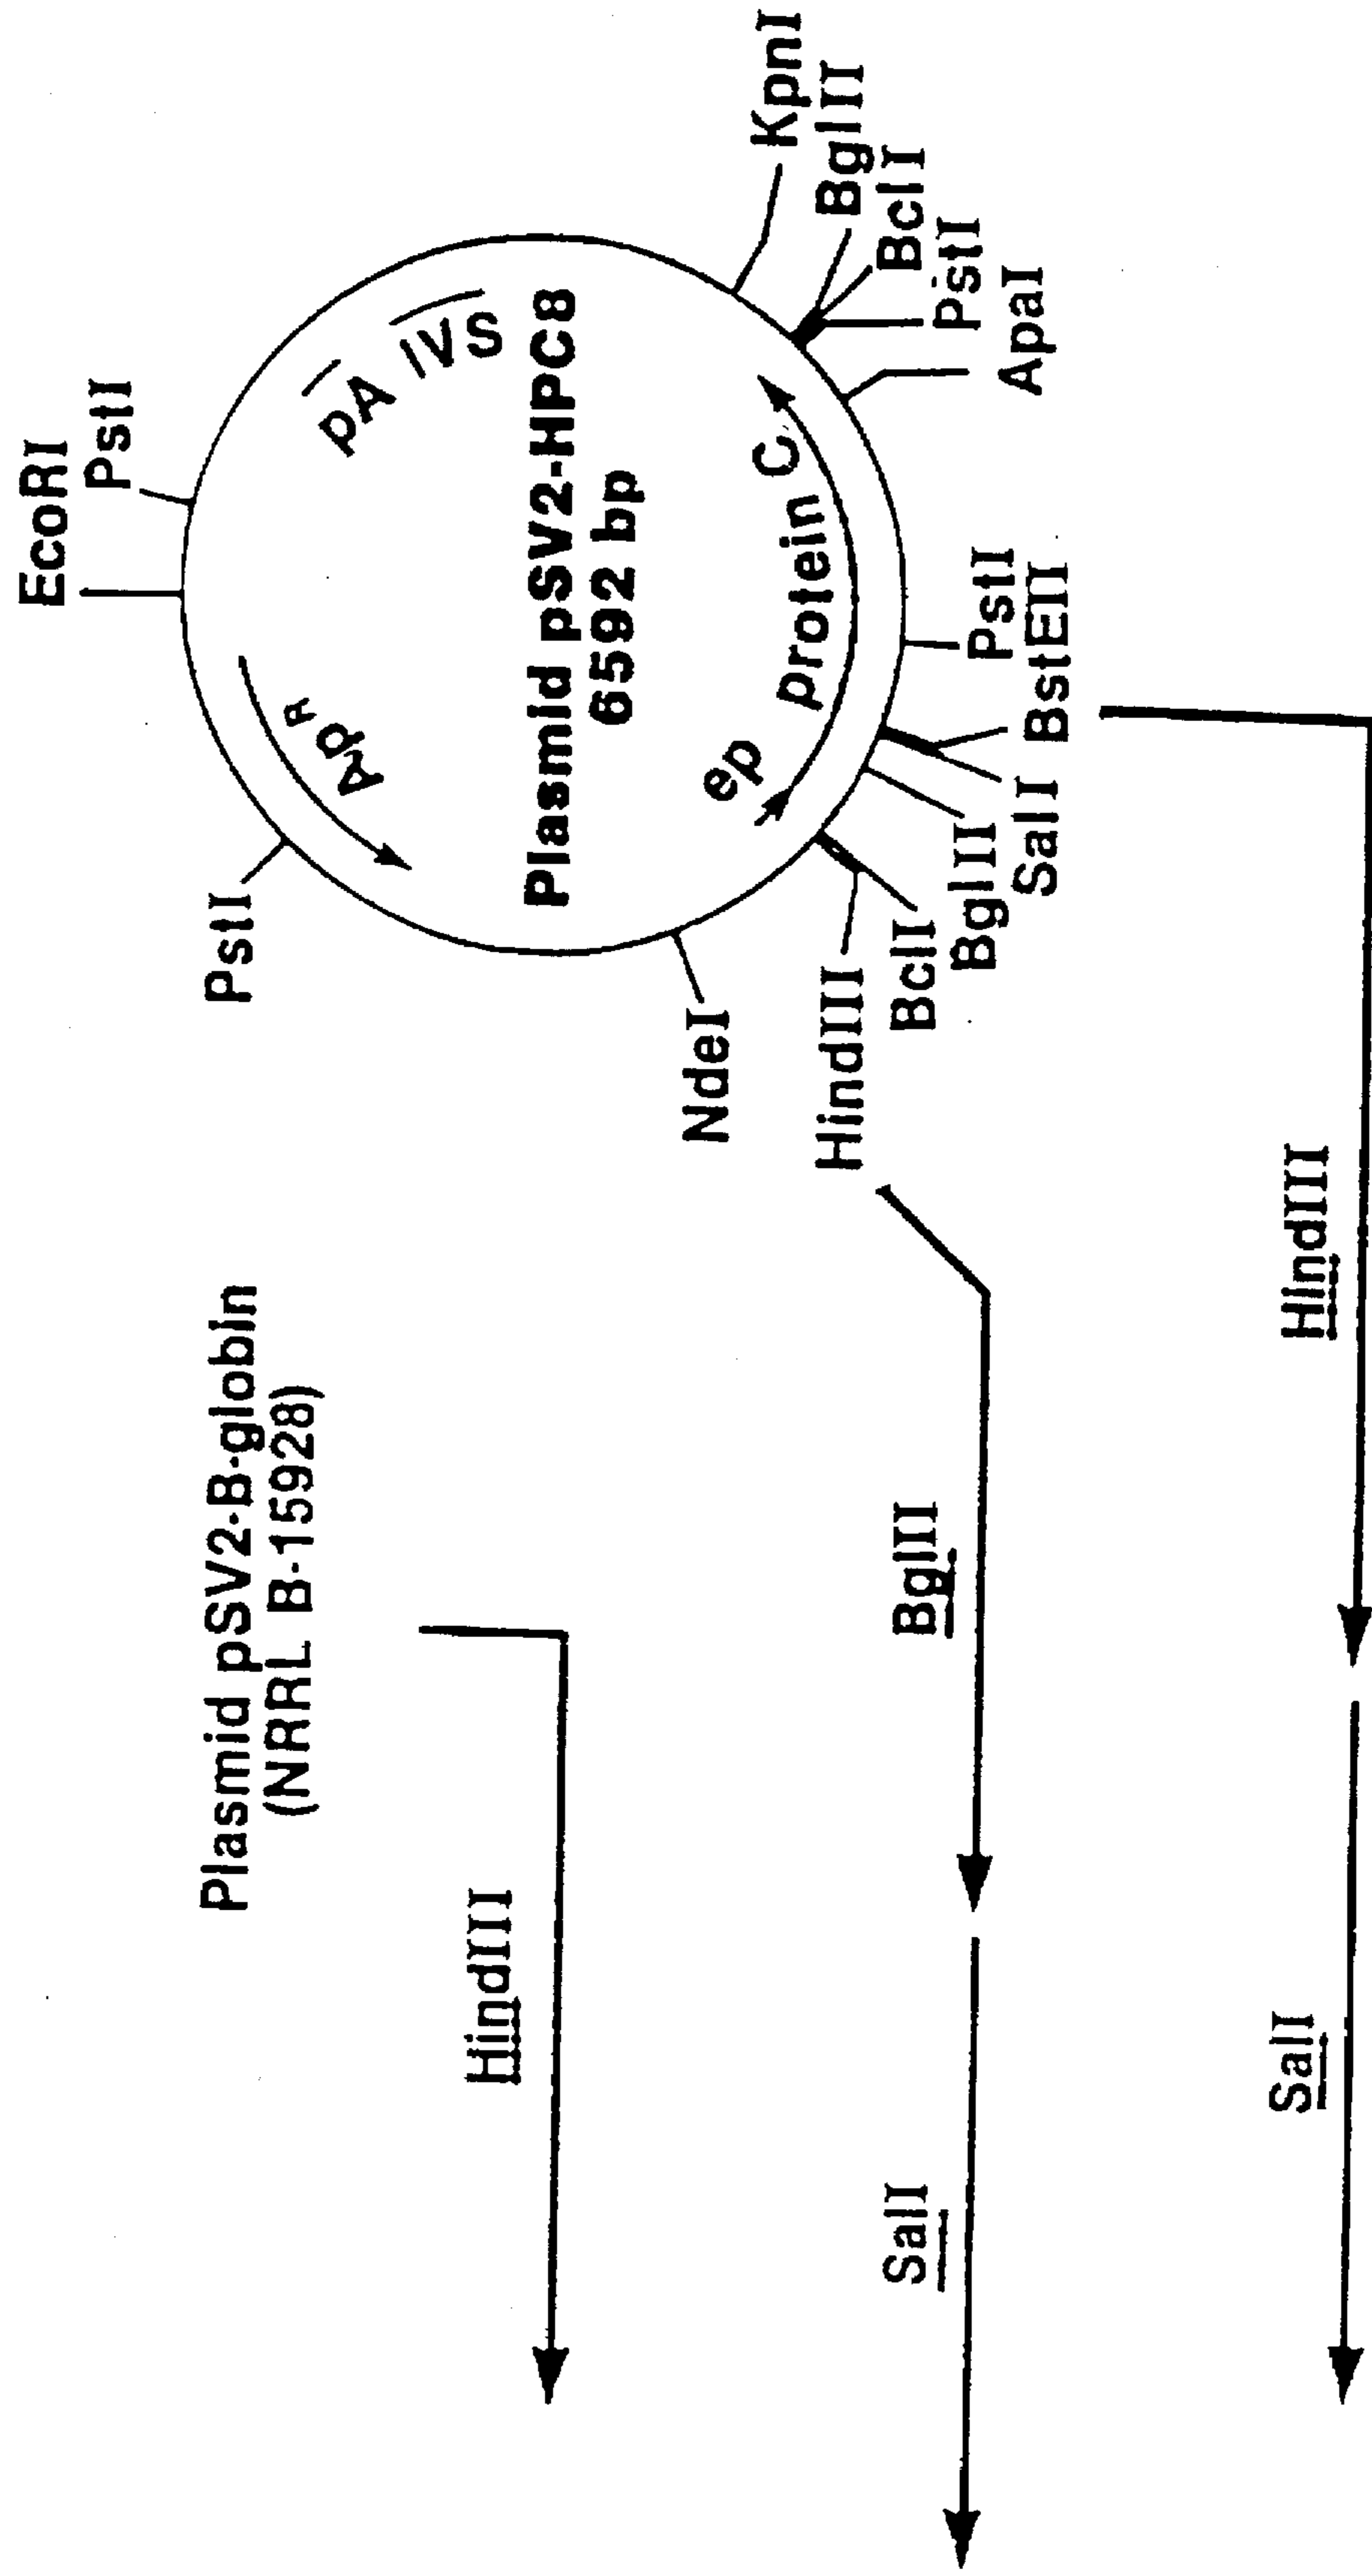 EcoRI
PstI
PstI
Ap R
pA
IVS
Plasmid pSV2-HPC8
6592 bp
NdeI
ep
protein C
KpnI
BglII
BclI
PstI
ApaI
HindIII
BclI
BglII
SalI
PstI
BstEII
Plasmid pSV2-B-globin
(NRRL B-15928)
HindIII
BglII
SalI
HindIII
SalI